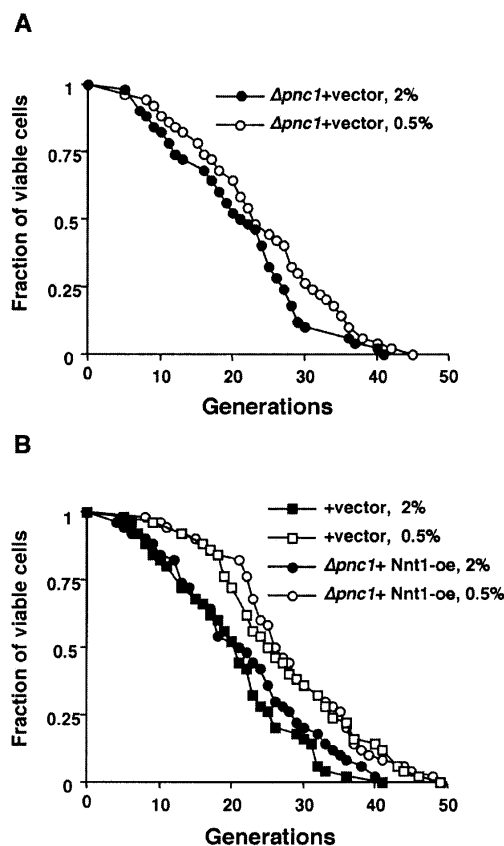 A
Δpnc1+vector, 2%
Δpnc1+vector, 0.5%
Fraction of viable cells
1
0.75
0.5
0.25
0
0 10 20 30 40 50
Generations
B
+vector, 2%
+vector, 0.5%
Δpnc1+ Nnt1-oe, 2%
Δpnc1+ Nnt1-oe, 0.5%
Fraction of viable cells
1
0.75
0.5
0.25
0
0 10 20 30 40 50
Generations